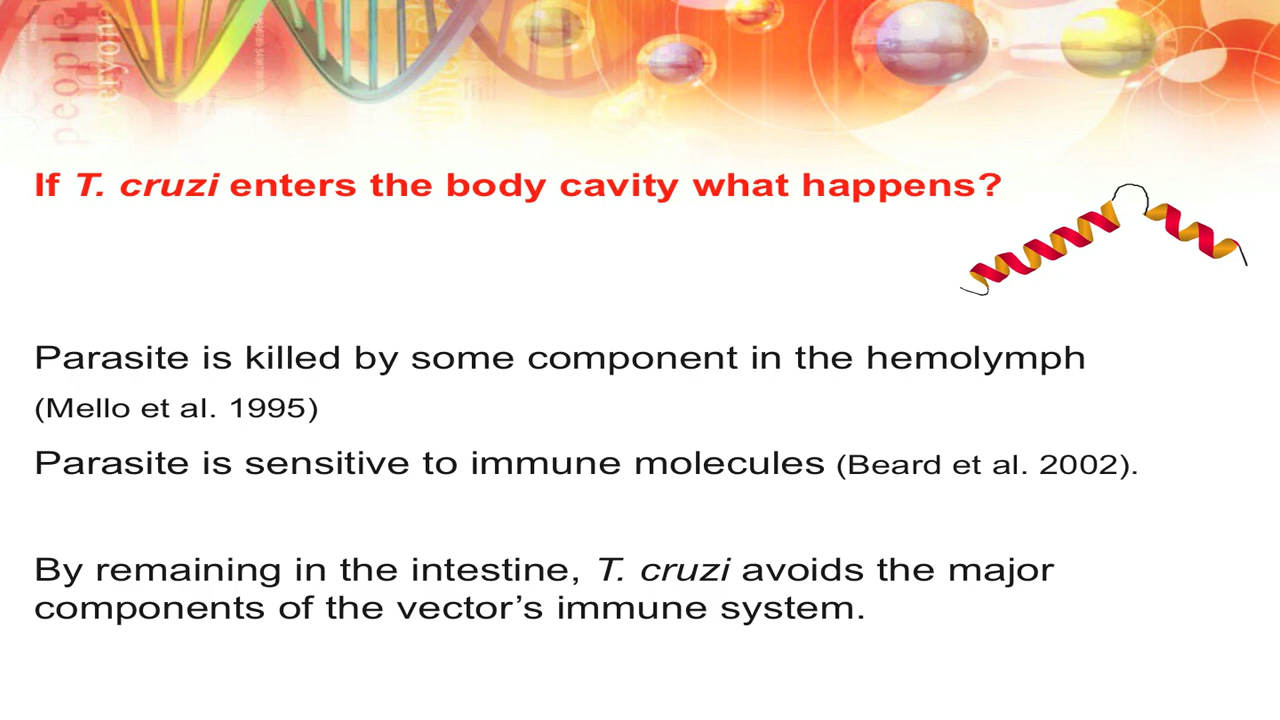 people
everyone
If T. cruzi enters the body cavity what happens?
Parasite is killed by some component in the hemolymph
(Mello et al. 1995)
Parasite is sensitive to immune molecules (Beard et al. 2002).
By remaining in the intestine, T. cruzi avoids the major
components of the vector’s immune system.